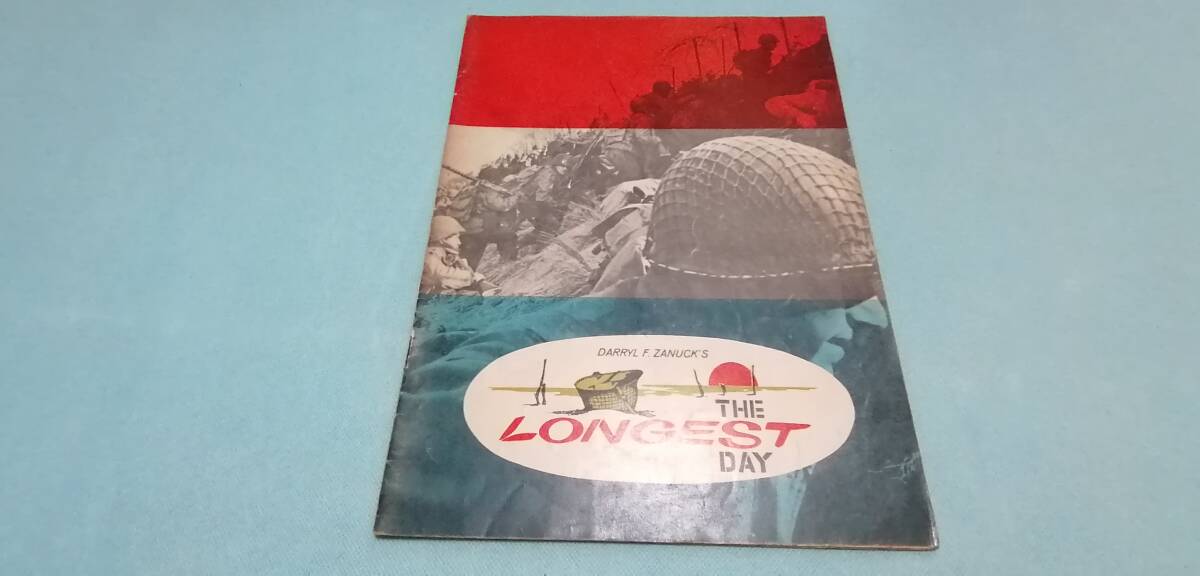 DARRYL F. ZANUCK'S
THE
LONGEST
DAY